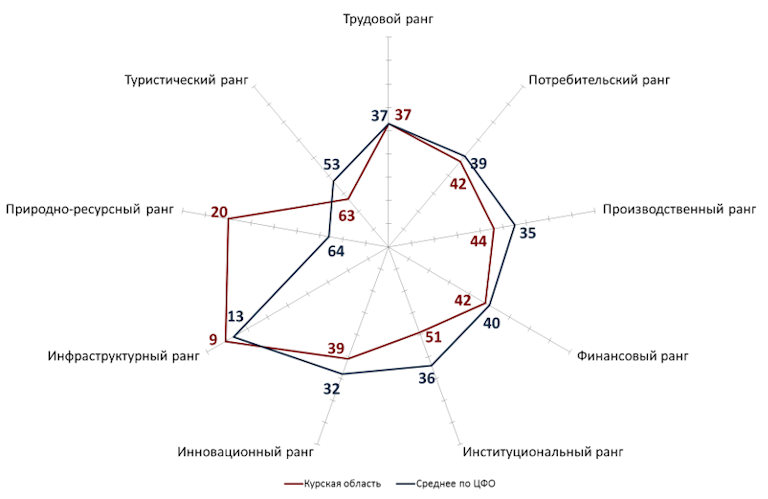 Трудовой ранг
Туристический ранг
Потребительский ранг
37 37
53
39
42
Природно-ресурсный ранг
20
63
Производственный ранг
44
35
64
42
13
40
9
Инфраструктурный ранг
39
51
Финансовый ранг
32
36
Инновационный ранг
Институциональный ранг
Курская область Среднее по ЦФО